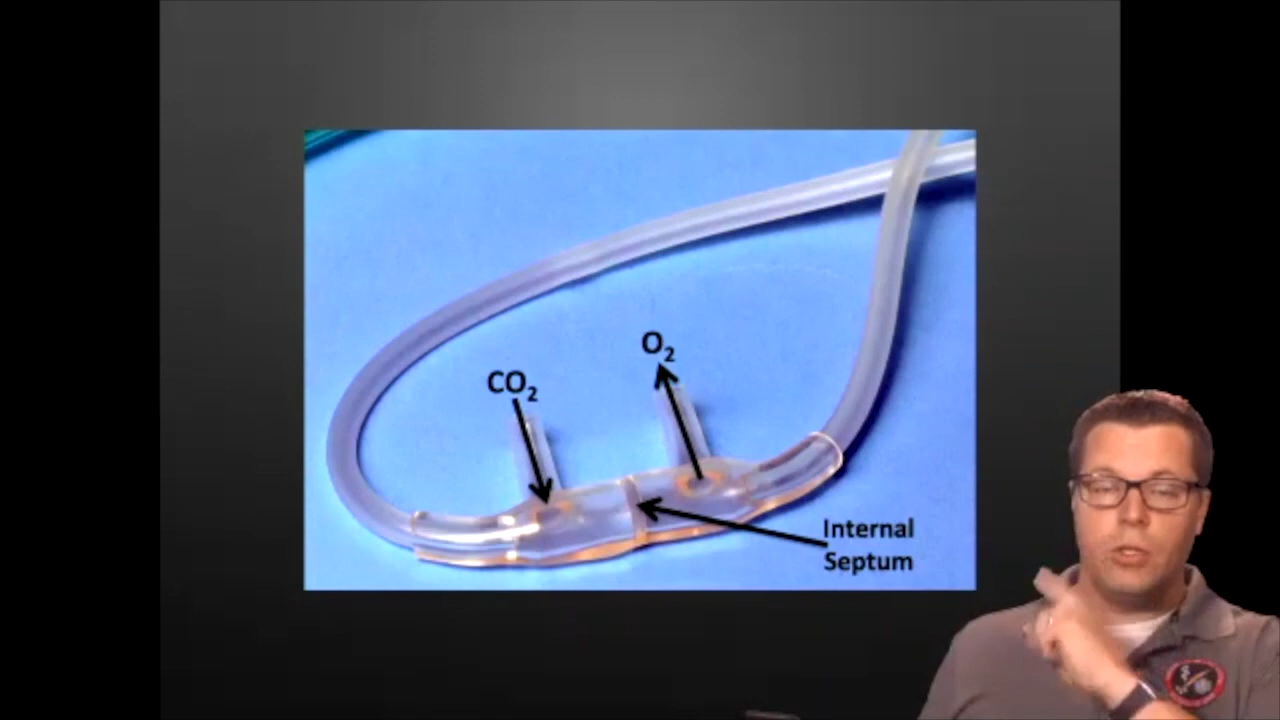 O₂
CO₂
Internal
Septum